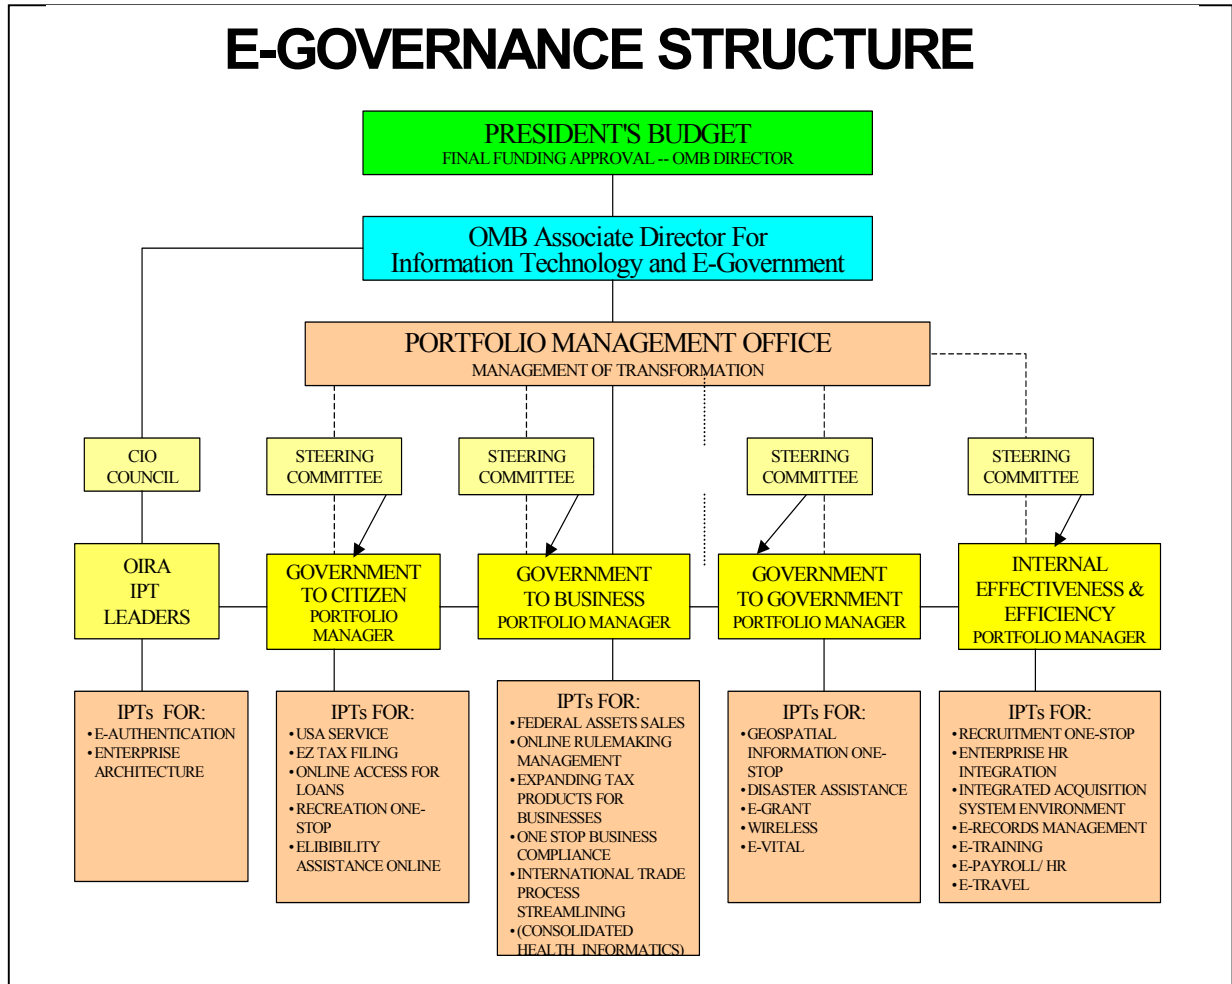 E-GOVERNANCE STRUCTURE
PRESIDENT'S BUDGET
FINAL FUNDING APPROVAL -- OMB DIRECTOR
OMB Associate Director For
Information Technology and E-Government
PORTFOLIO MANAGEMENT OFFICE
MANAGEMENT OF TRANSFORMATION
CIO
COUNCIL
STEERING
COMMITTEE
STEERING
COMMITTEE
STEERING
COMMITTEE
STEERING
COMMITTEE
OIRA
IPT
LEADERS
GOVERNMENT
TO CITIZEN
PORTFOLIO
MANAGER
GOVERNMENT
TO BUSINESS
PORTFOLIO MANAGER
GOVERNMENT
TO GOVERNMENT
PORTFOLIO MANAGER
INTERNAL
EFFECTIVENESS &
EFFICIENCY
PORTFOLIO MANAGER
IPTs FOR:
• E-AUTHENTICATION
• ENTERPRISE
ARCHITECTURE
IPTs FOR:
• USA SERVICE
• EZ TAX FILING
• ONLINE ACCESS FOR
LOANS
• RECREATION ONE-
STOP
• ELIBIBILITY
ASSISTANCE ONLINE
IPTs FOR:
• FEDERAL ASSETS SALES
• ONLINE RULEMAKING
MANAGEMENT
• EXPANDING TAX
PRODUCTS FOR
BUSINESSES
• ONE STOP BUSINESS
COMPLIANCE
• INTERNATIONAL TRADE
PROCESS
STREAMLINING
• (CONSOLIDATED
HEALTH INFORMATICS)
IPTs FOR:
• GEOSPATIAL
INFORMATION ONE-
STOP
• DISASTER ASSISTANCE
• E-GRANT
• WIRELESS
• E-VITAL
IPTs FOR:
• RECRUITMENT ONE-STOP
• ENTERPRISE HR
INTEGRATION
• INTEGRATED ACQUISITION
SYSTEM ENVIRONMENT
• E-RECORDS MANAGEMENT
• E-TRAINING
• E-PAYROLL/ HR
• E-TRAVEL